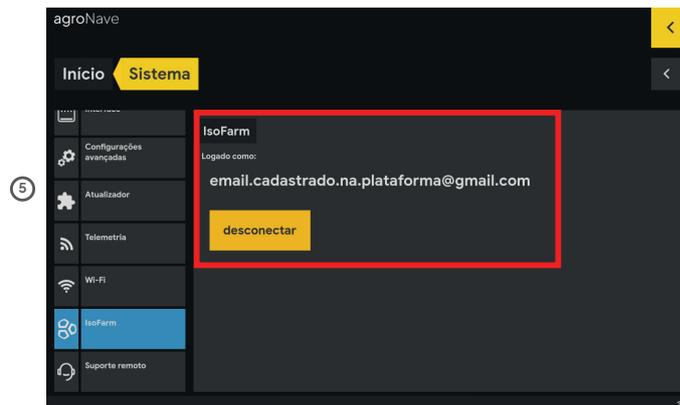 agroNave
Início
Sistema
Interface
Configurações
avançadas
Atualizador
Telemetria
Wi-Fi
IsoFarm
Suporte remoto
IsoFarm
Logado como:
email.cadastrado.na.plataforma@gmail.com
desconectar
5